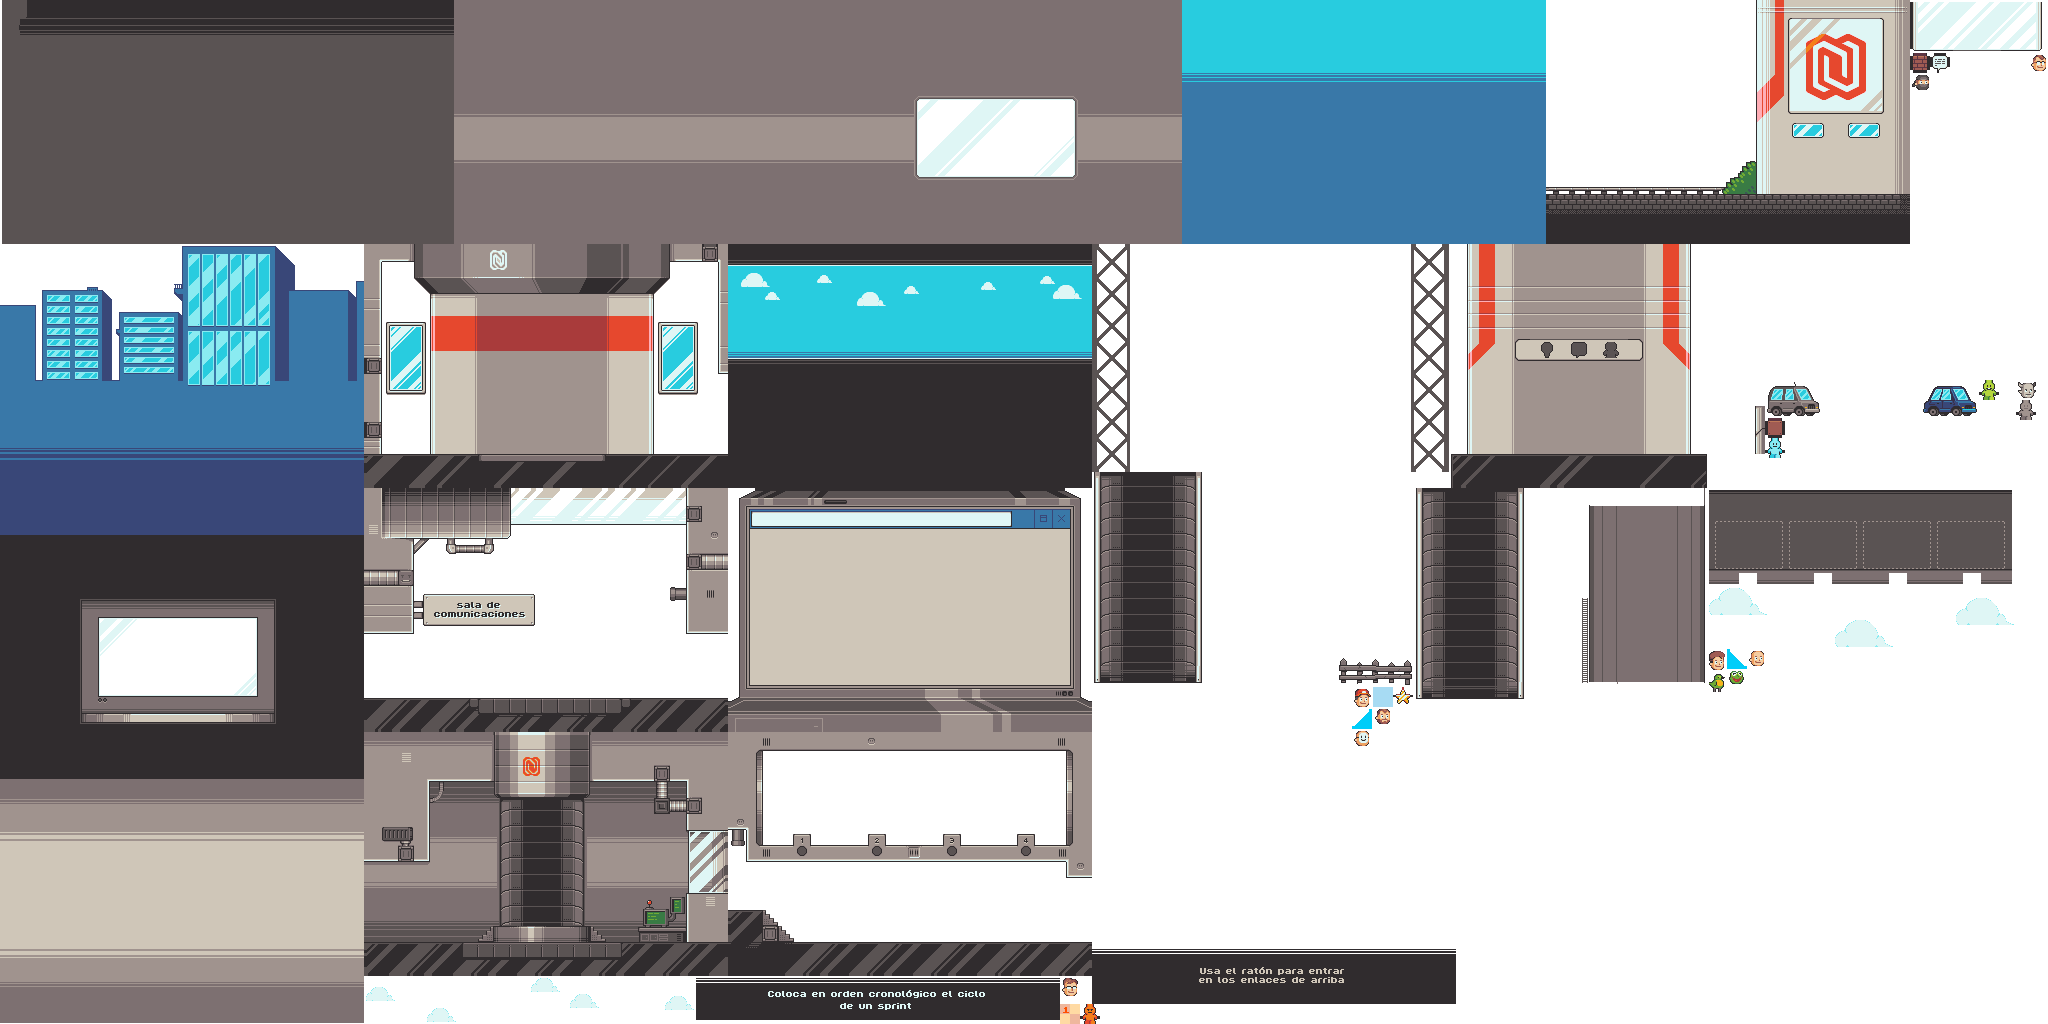 sala de
comunicaciones
1 2 3 4
Coloca en orden cronológico el ciclo
de un sprint
1
Usa el ratón para entrar
en los enlaces de arriba